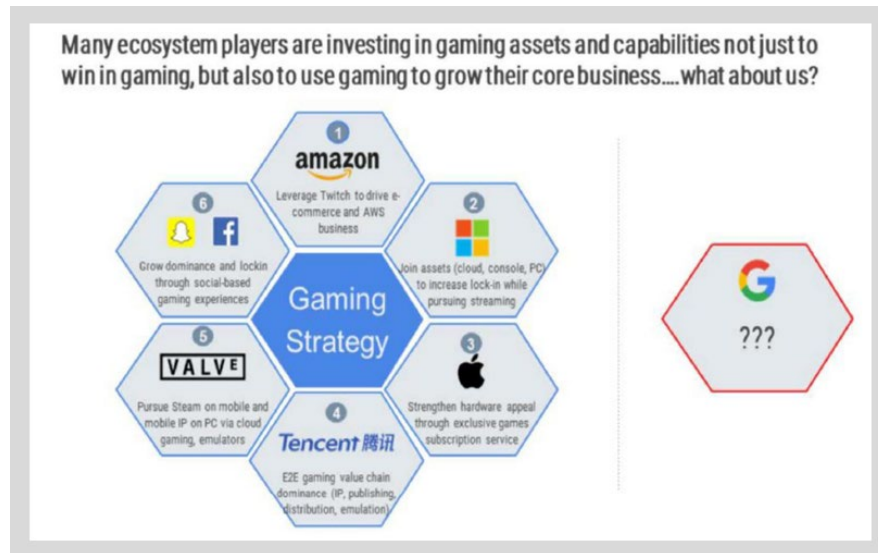 Many ecosystem players are investing in gaming assets and capabilities not just to
win in gaming, but also to use gaming to grow their core business....what about us?
1
amazon
Leverage Twitch to drive e-
commerce and AWS
business
2
Join assets (cloud, console, PC)
to increase lock-in while
pursuing streaming
3
Strengthen hardware appeal
through exclusive games
subscription service
4
Tencent 腾讯
E2E gaming value chain
dominance (IP, publishing,
distribution, emulation)
5
VALVE
Pursue Steam on mobile and
mobile IP on PC via cloud
gaming, emulators
6
f
Grow dominance and lockin
through social-based
gaming experiences
Gaming
Strategy
G
???